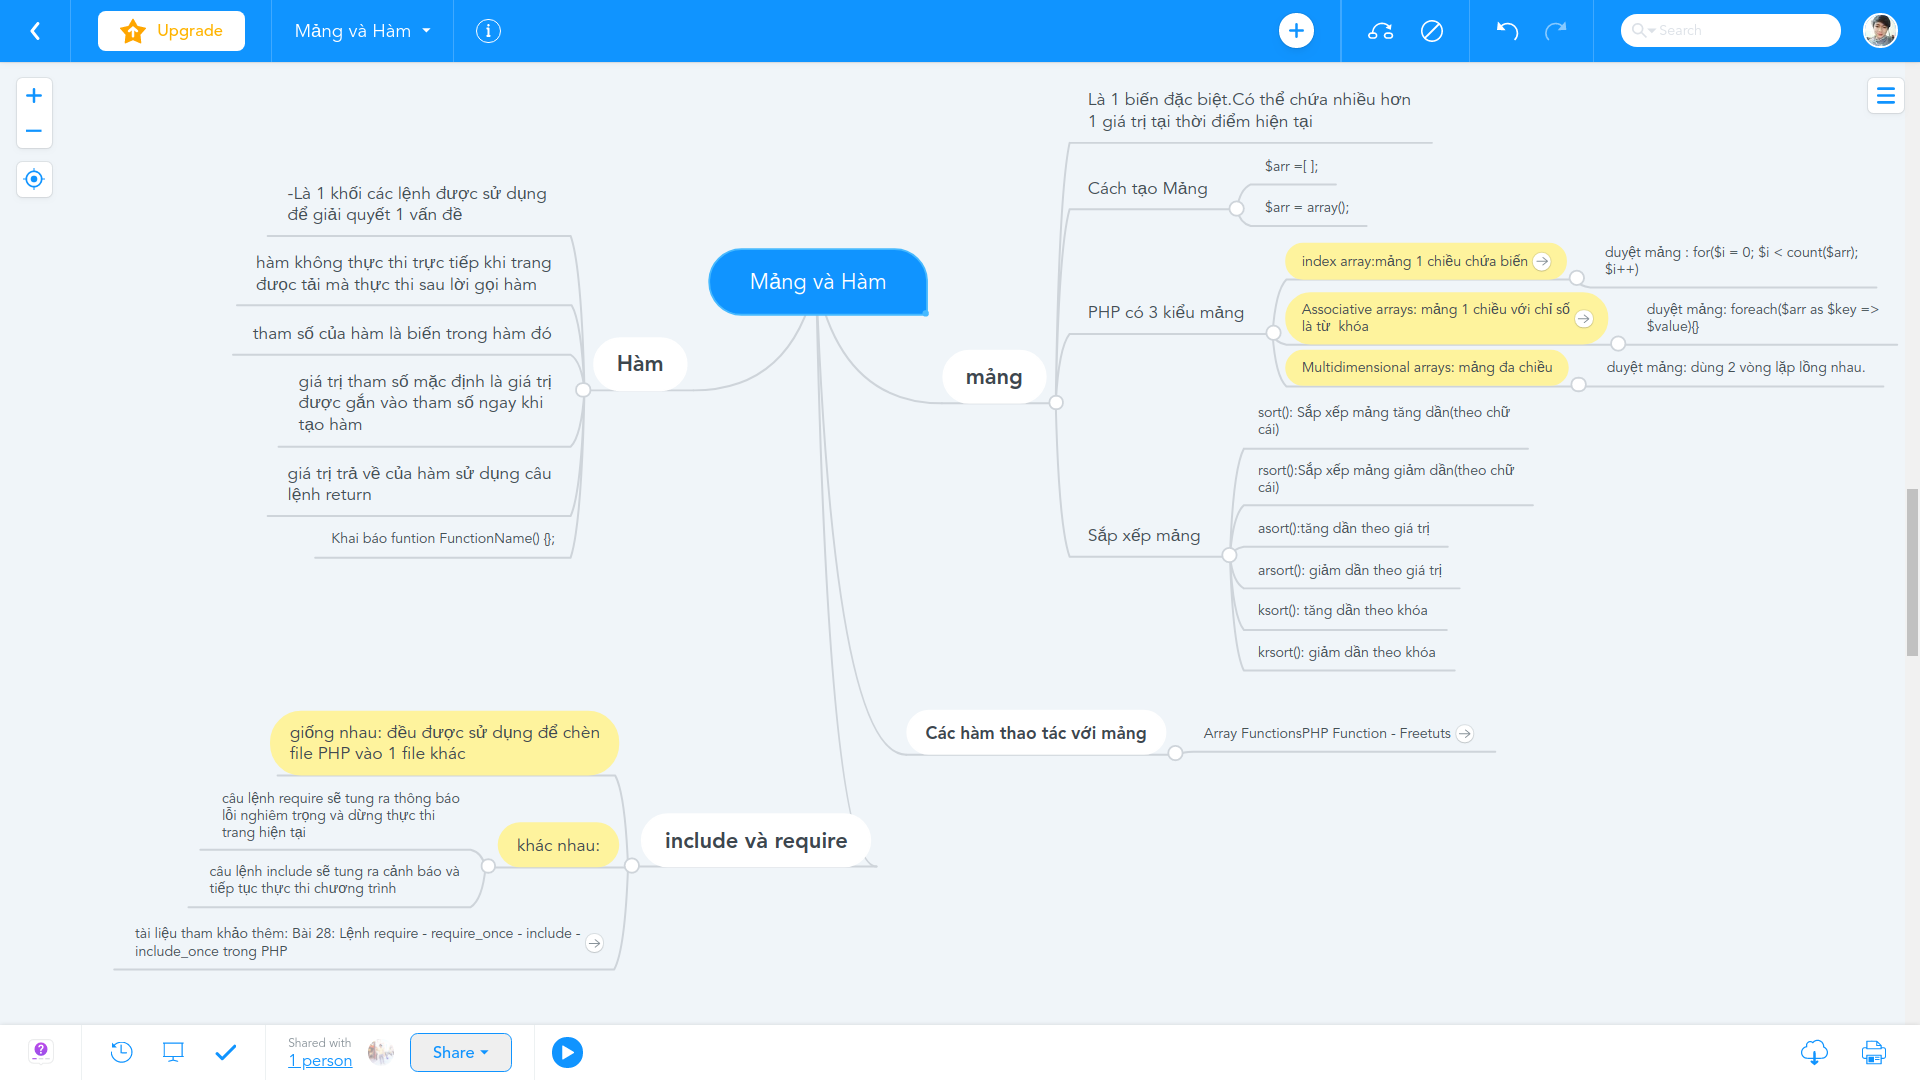 Upgrade
Mảng và Hàm
Search
Là 1 biến đặc biệt.Có thể chứa nhiều hơn
1 giá trị tại thời điểm hiện tại
Cách tạo Mảng
$arr =[ ];
$arr = array();
PHP có 3 kiểu mảng
index array:mảng 1 chiều chứa biến
duyệt mảng : for($i = 0; $i < count($arr);
$i++)
Associative arrays: mảng 1 chiều với chỉ số
là từ  khóa
duyệt mảng: foreach($arr as $key =>
$value){}
Multidimensional arrays: mảng đa chiều
duyệt mảng: dùng 2 vòng lặp lồng nhau.
mảng
Sắp xếp mảng
sort(): Sắp xếp mảng tăng dần(theo chữ
cái)
rsort():Sắp xếp mảng giảm dần(theo chữ
cái)
asort():tăng dần theo giá trị
arsort(): giảm dần theo giá trị
ksort(): tăng dần theo khóa
krsort(): giảm dần theo khóa
Mảng và Hàm
Hàm
-Là 1 khối các lệnh được sử dụng
để giải quyết 1 vấn đề
hàm không thực thi trực tiếp khi trang
được tải mà thực thi sau lời gọi hàm
tham số của hàm là biến trong hàm đó
giá trị tham số mặc định là giá trị
được gắn vào tham số ngay khi
tạo hàm
giá trị trả về của hàm sử dụng câu
lệnh return
Khai báo funtion FunctionName() {};
Các hàm thao tác với mảng
Array FunctionsPHP Function - Freetuts
include và require
giống nhau: đều được sử dụng để chèn
file PHP vào 1 file khác
khác nhau:
câu lệnh require sẽ tung ra thông báo
lỗi nghiêm trọng và dừng thực thi
trang hiện tại
câu lệnh include sẽ tung ra cảnh báo và
tiếp tục thực thi chương trình
tài liệu tham khảo thêm: Bài 28: Lệnh require - require_once - include -
include_once trong PHP
Shared with
1 person
Share